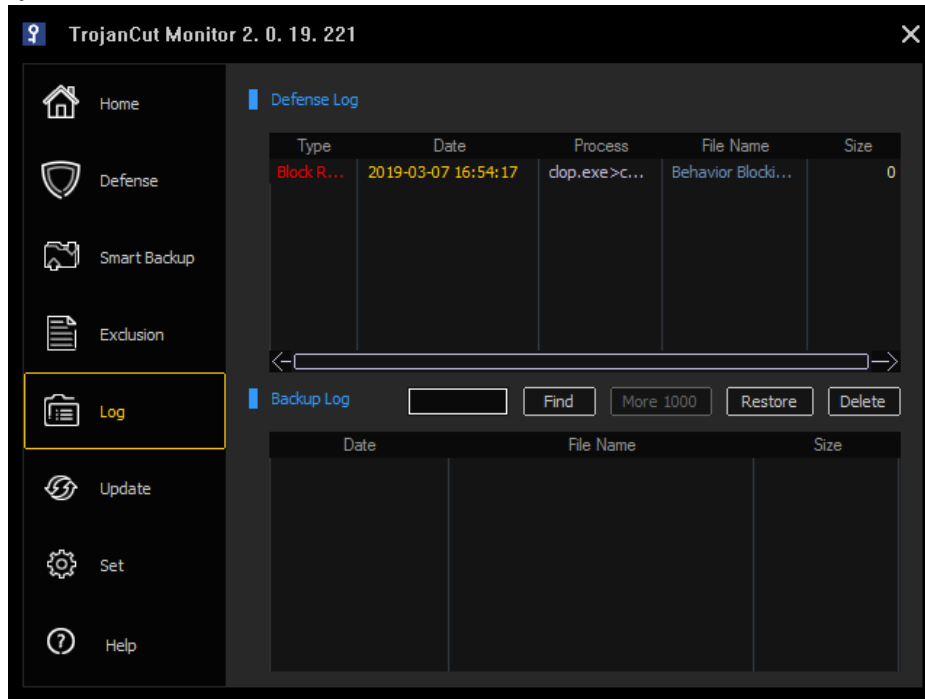 TrojanCut Monitor 2. 0. 19. 221
Home
Defense
Smart Backup
Exclusion
Log
Update
Set
Help
Defense Log
Type Date Process File Name Size
Block R... 2019-03-07 16:54:17 clop.exe>c... Behavior Blocki... 0
Backup Log Find More 1000 Restore Delete
Date File Name Size